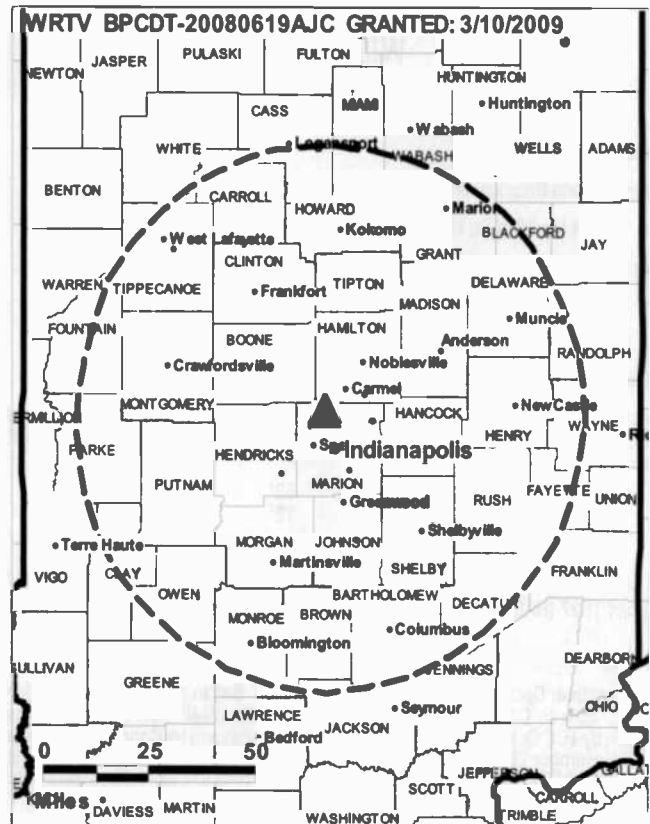 WRTV BPCDT-20080619AJC GRANTED: 3/10/2009
NEWTON JASPER PULASKI FULTON
HUNTINGTON
MIAMI
Huntington
CASS
Wabash
Logansport
WHITE WABASH WELLS ADAMS
BENTON
CARROLL
HOWARD Marion
Kokomo BLACKFORD
West Lafayette JAY
CLINTON GRANT
WARREN TIPPECANOE Frankfort TIPTON DELAWARE
MADISON
FOUNTAIN HAMILTON Muncie
BOONE Anderson
RANDOLPH
Crawfordsville Noblesville
Carmel
MONTGOMERY HANCOCK New Castle
WAYNE
PARKE HENRY
HENDRICKS Indianapolis
PUTNAM MARION
FAYETTE
RUSH UNION
Greenwood
Shelbyville
Terre Haute MORGAN JOHNSON
Martinsville SHELBY FRANKLIN
VIGO CLAY
OWEN BARTHOLOMEW
MONROE BROWN DECATUR
Columbus
Bloomington
SULLIVAN JENNINGS DEARBORN
GREENE
OHIO
LAWRENCE Seymour
JACKSON
Bedford
0 25 50
JEFFERSON
SCOTT CARROLL
Miles
DAVIESS MARTIN WASHINGTON TRIMBLE